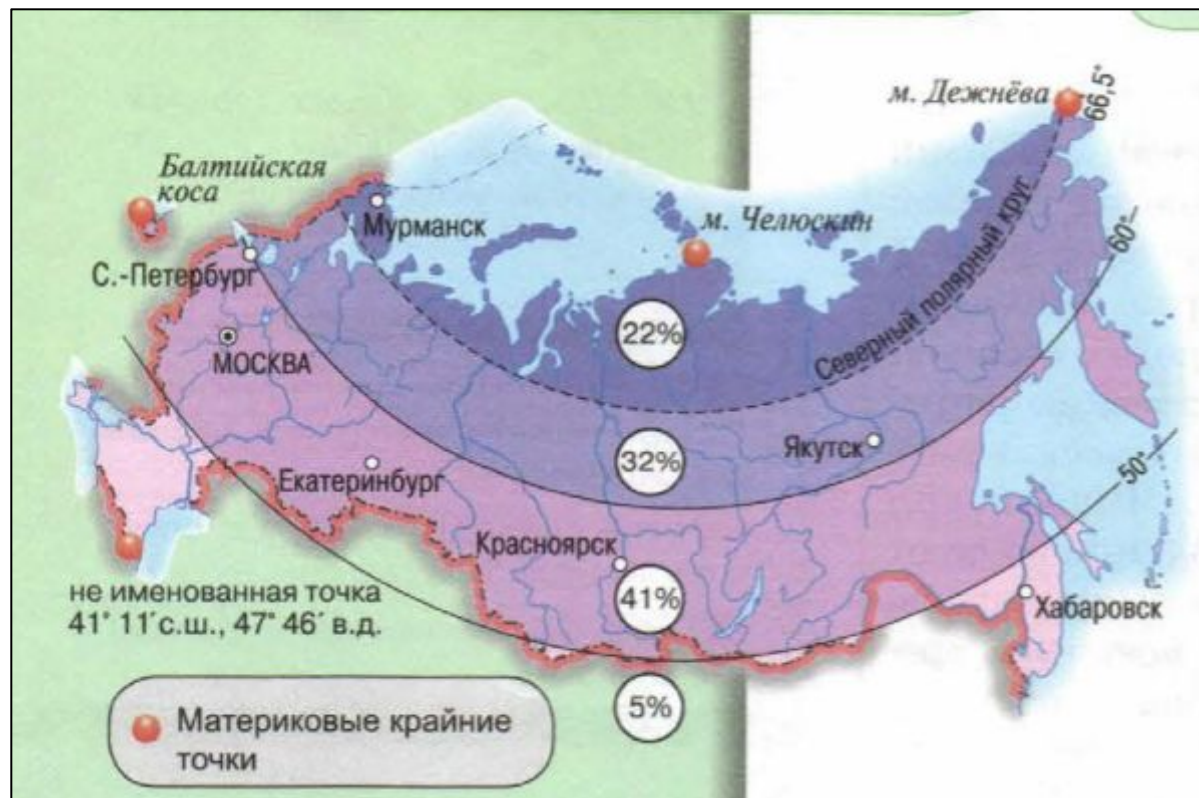 м. Дежнёва
66,5°
Балтийская
коса
Мурманск
м. Челюскин
Северный полярный круг
60°
С.-Петербург
22%
МОСКВА
Якутск
32%
Екатеринбург
50°
Красноярск
41%
Хабаровск
не именованная точка
41° 11′ с.ш., 47° 46′ в.д.
5%
Материковые крайние
точки